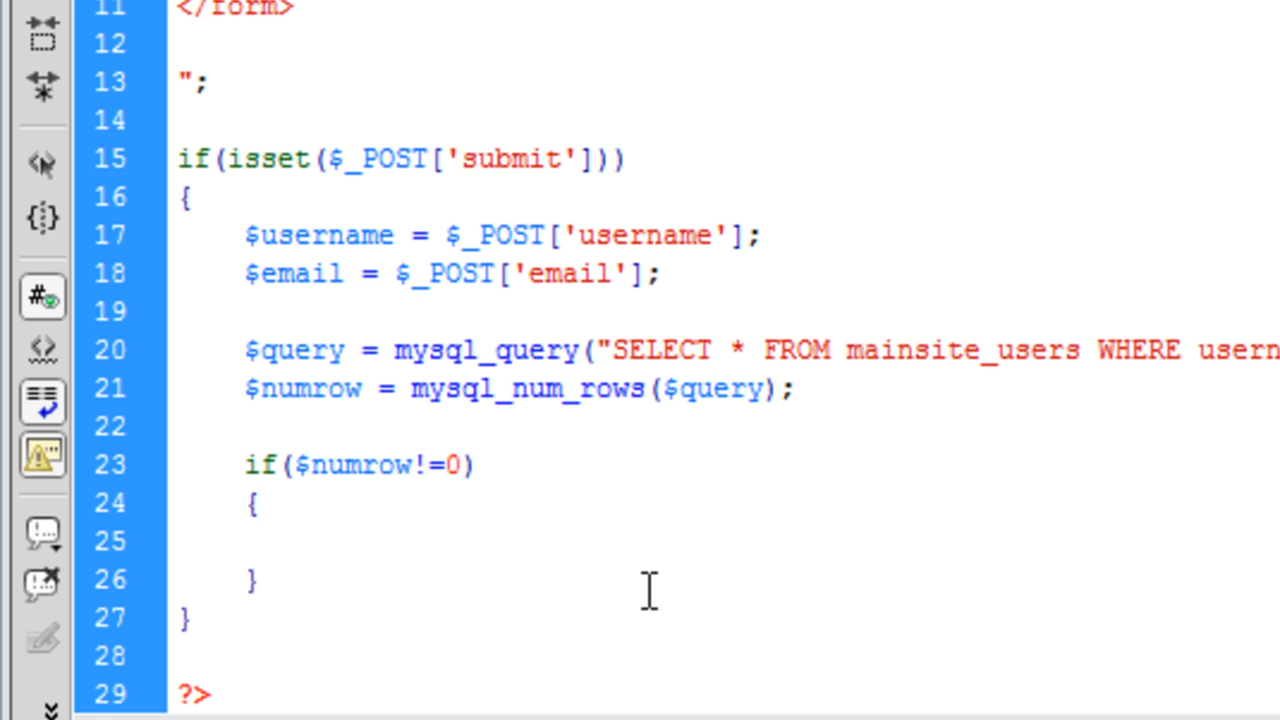 11 </form>
12
13 ";
14
15 if(isset($_POST['submit']))
16 {
17 $username = $_POST['username'];
18 $email = $_POST['email'];
19
20 $query = mysql_query("SELECT * FROM mainsite_users WHERE usern
21 $numrow = mysql_num_rows($query);
22
23 if($numrow!=0)
24 {
25
26 }
27 }
28
29 ?>